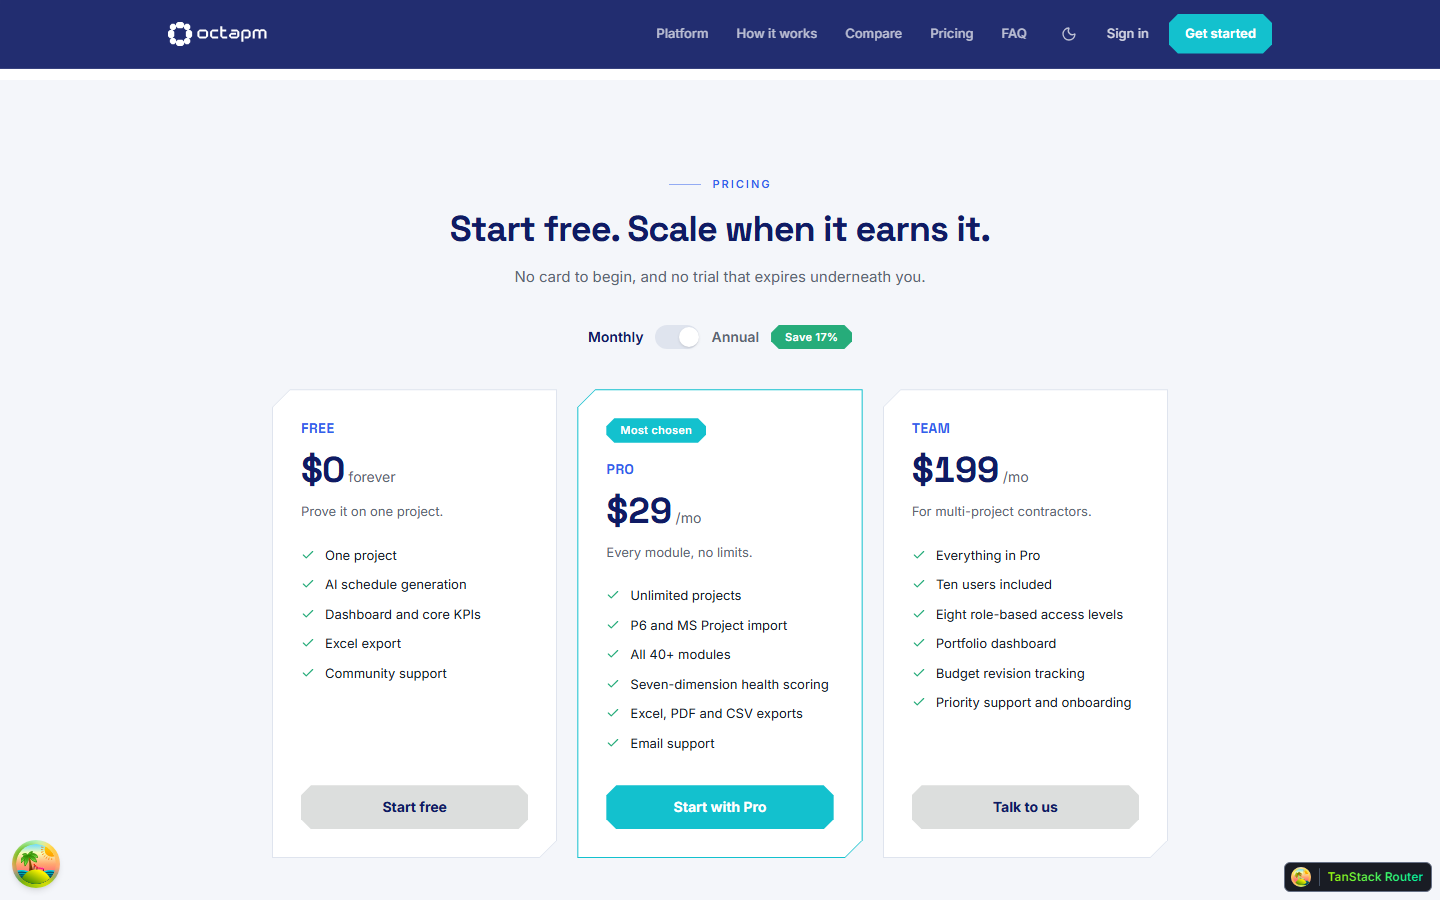 octapm
Platform How it works Compare Pricing FAQ Sign in Get started
PRICING
Start free. Scale when it earns it.
No card to begin, and no trial that expires underneath you.
Monthly Annual Save 17%
FREE
$0 forever
Prove it on one project.
One project
AI schedule generation
Dashboard and core KPIs
Excel export
Community support
Start free
Most chosen
PRO
$29 /mo
Every module, no limits.
Unlimited projects
P6 and MS Project import
All 40+ modules
Seven-dimension health scoring
Excel, PDF and CSV exports
Email support
Start with Pro
TEAM
$199 /mo
For multi-project contractors.
Everything in Pro
Ten users included
Eight role-based access levels
Portfolio dashboard
Budget revision tracking
Priority support and onboarding
Talk to us
TanStack Router